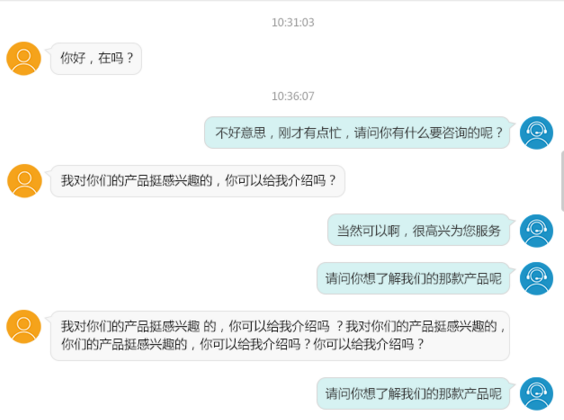 10:31:03
你好，在吗？
10:36:07
不好意思，刚才有点忙，请问你有什么要咨询的呢？
我对你们的产品挺感兴趣的，你可以给我介绍吗？
当然可以啊，很高兴为您服务
请问你想了解我们的那款产品呢
我对你们的产品挺感兴趣 的，你可以给我介绍吗 ？我对你们的产品挺感兴趣的，
你们的产品挺感兴趣的，你可以给我介绍吗？你可以给我介绍吗？
请问你想了解我们的那款产品呢